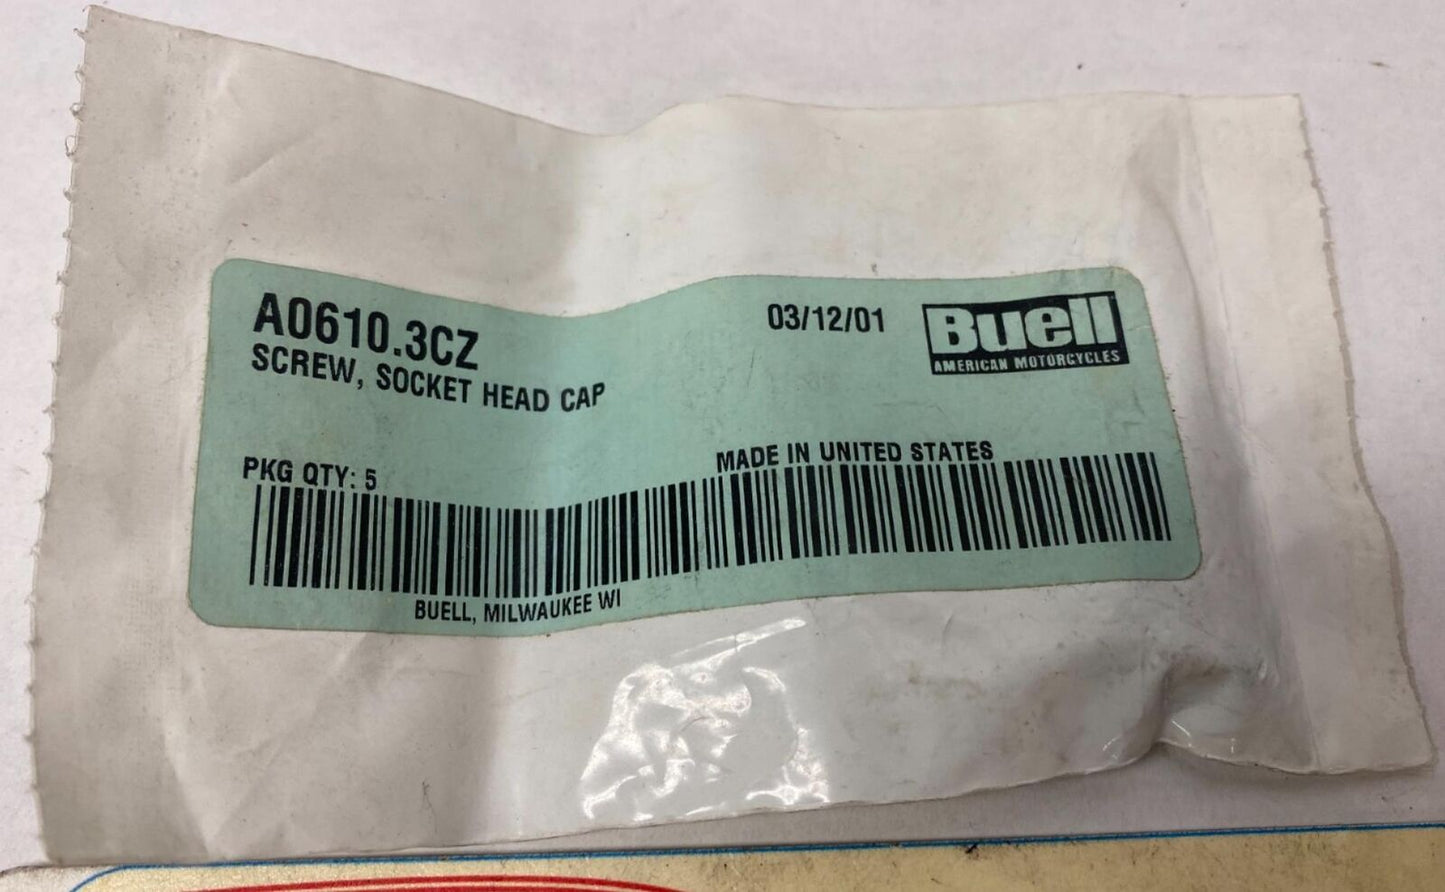 A0610.3CZ
SCREW, SOCKET HEAD CAP
03/12/01
Buell
AMERICAN MOTORCYCLES
PKG QTY: 5
MADE IN UNITED STATES
BUELL, MILWAUKEE WI